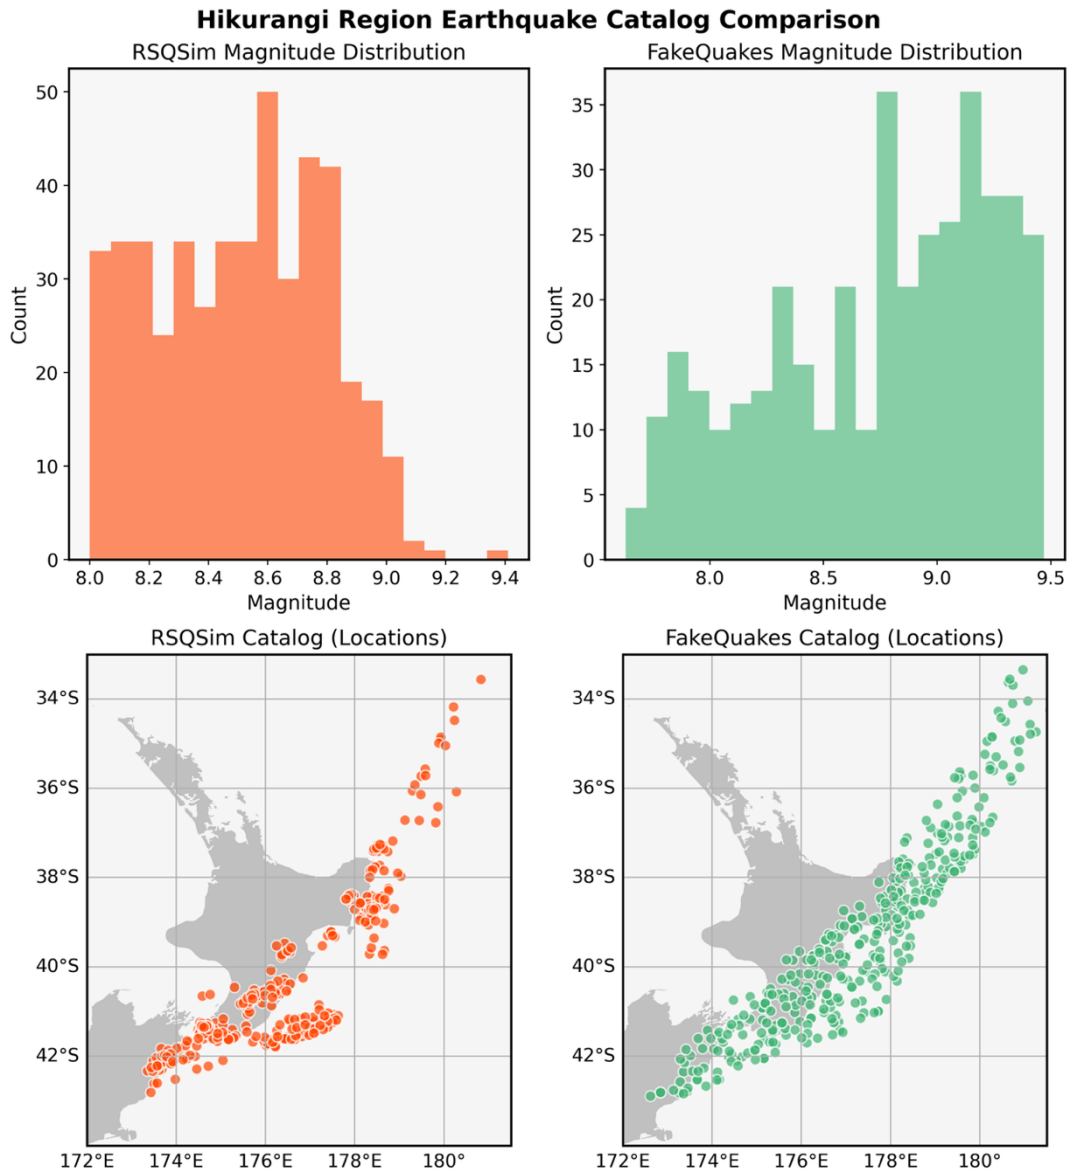 Hikurangi Region Earthquake Catalog Comparison
RSQSim Magnitude Distribution
50
40
30
20
10
0
Count
8.0 8.2 8.4 8.6 8.8 9.0 9.2 9.4
Magnitude
FakeQuakes Magnitude Distribution
35
30
25
20
15
10
5
0
Count
8.0 8.5 9.0 9.5
Magnitude
RSQSim Catalog (Locations)
34°S
36°S
38°S
40°S
42°S
172°E 174°E 176°E 178°E 180°
FakeQuakes Catalog (Locations)
34°S
36°S
38°S
40°S
42°S
172°E 174°E 176°E 178°E 180°